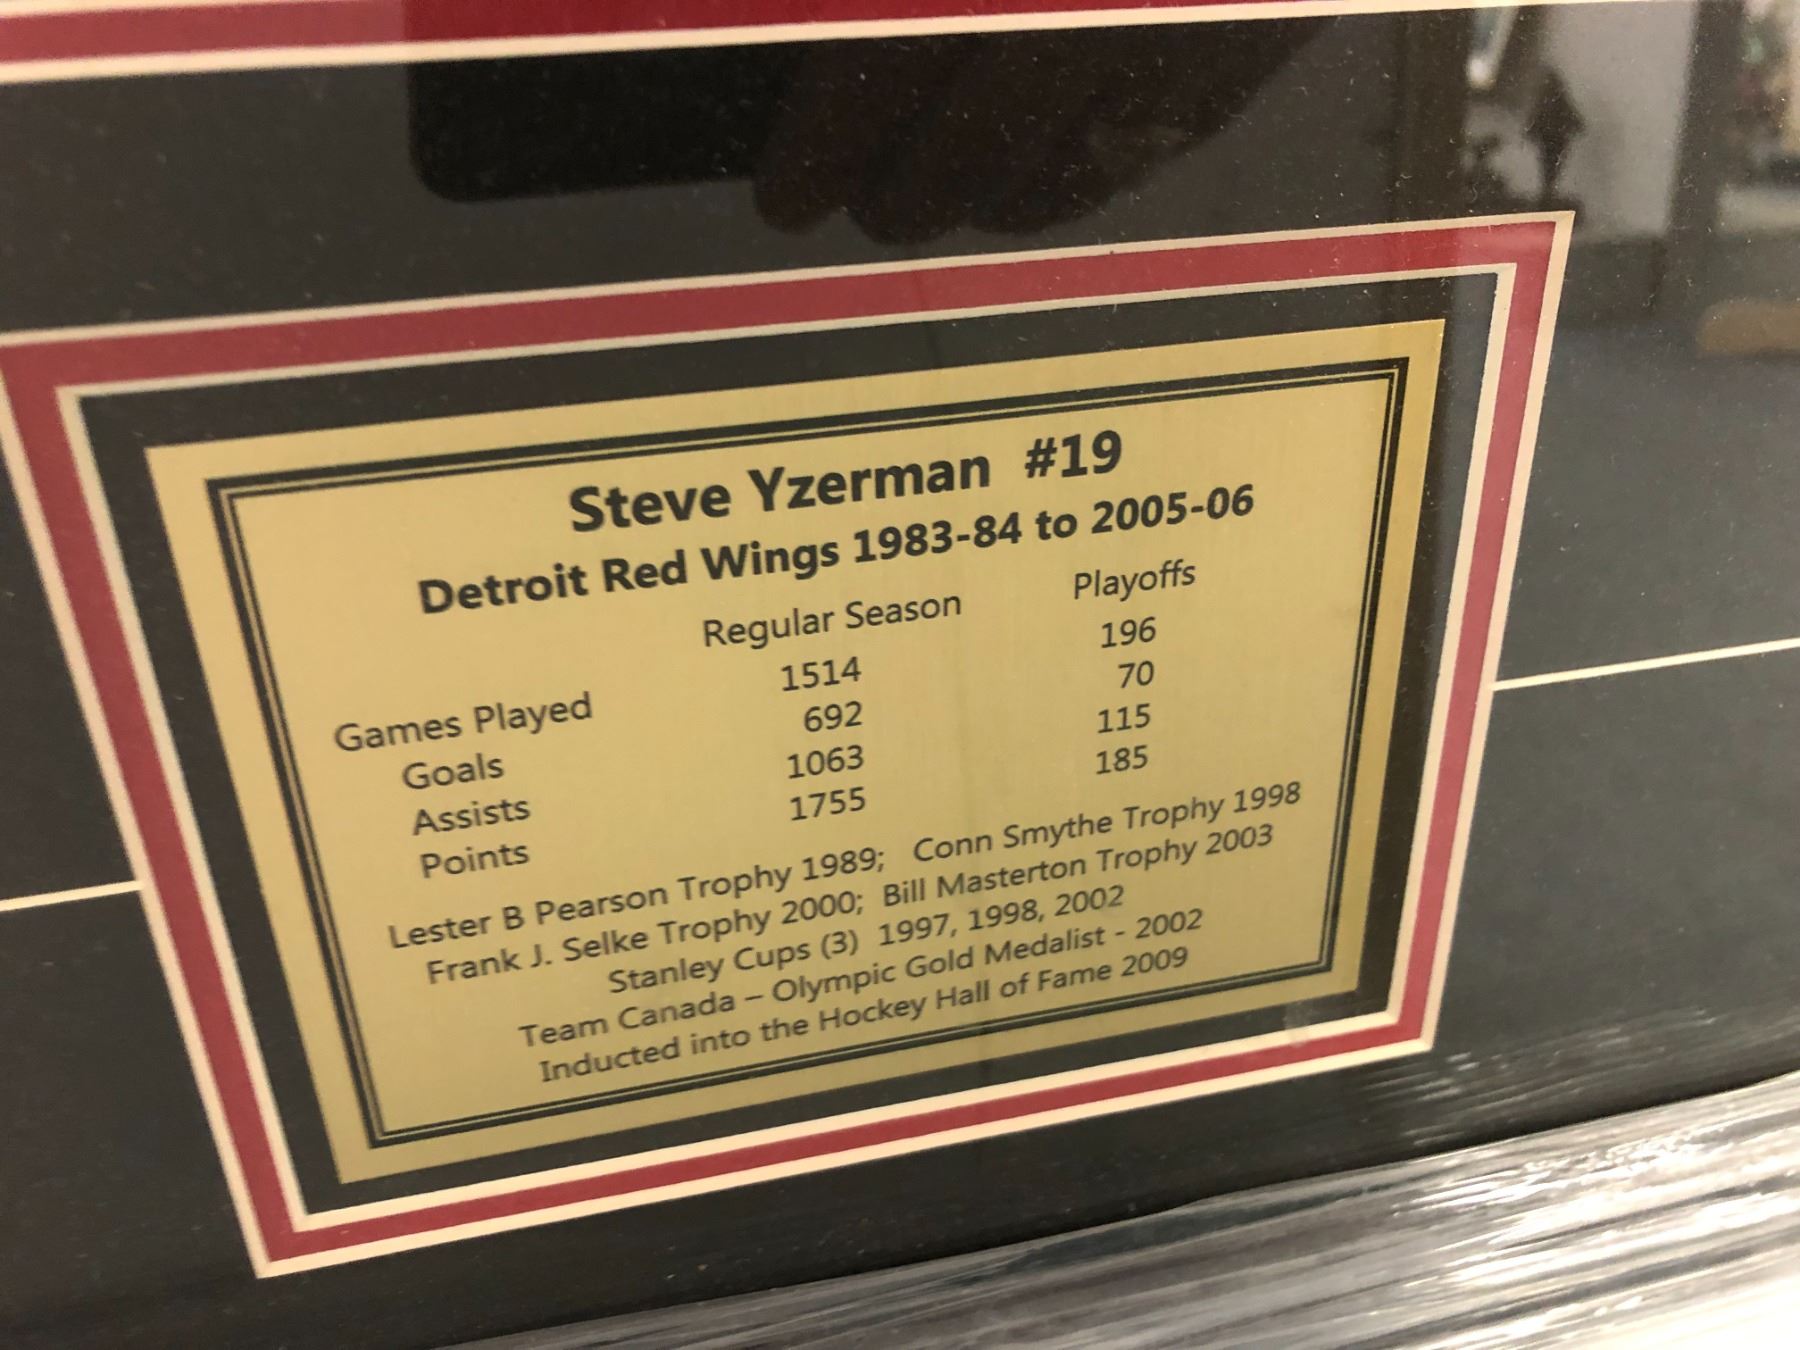 Steve Yzerman #19
Detroit Red Wings 1983-84 to 2005-06
Regular Season Playoffs
Games Played 1514 196
Goals 692 70
Assists 1063 115
Points 1755 185
Lester B Pearson Trophy 1989; Conn Smythe Trophy 1998
Frank J. Selke Trophy 2000; Bill Masterton Trophy 2003
Stanley Cups (3) 1997, 1998, 2002
Team Canada – Olympic Gold Medalist - 2002
Inducted into the Hockey Hall of Fame 2009